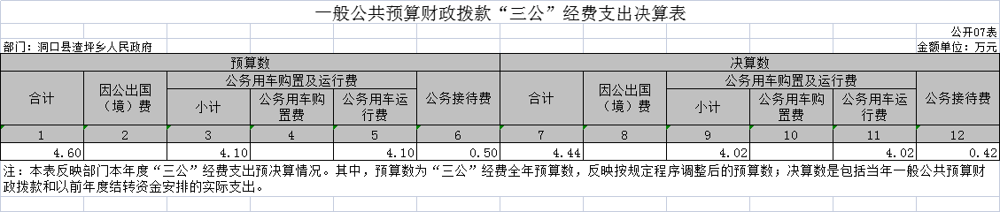 一般公共预算财政拨款“三公”经费支出决算表
公开07表
部门：洞口县渣坪乡人民政府 金额单位：万元
预算数 决算数
合计 因公出国（境）费 公务用车购置及运行费 公务接待费 合计 因公出国（境）费 公务用车购置及运行费 公务接待费
小计 公务用车购置费 公务用车运行费 小计 公务用车购置费 公务用车运行费
1 2 3 4 5 6 7 8 9 10 11 12
4.60 4.10 4.10 0.50 4.44 4.02 4.02 0.42
注：本表反映部门本年度“三公”经费支出预决算情况。其中，预算数为“三公”经费全年预算数，反映按规定程序调整后的预算数；决算数是包括当年一般公共预算财
政拨款和以前年度结转资金安排的实际支出。